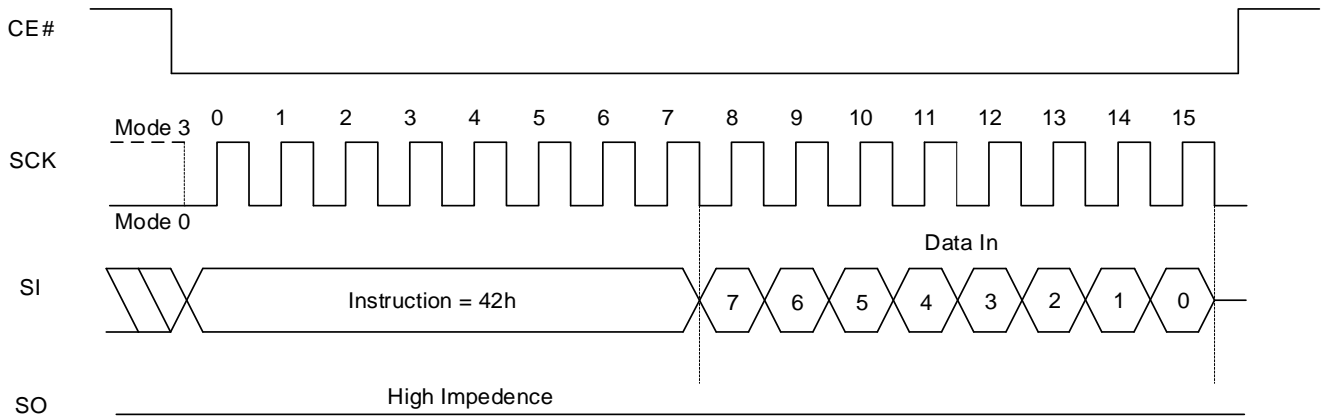 CE#
Mode 3 0 1 2 3 4 5 6 7 8 9 10 11 12 13 14 15
SCK
Mode 0
Data In
SI
Instruction = 42h 7 6 5 4 3 2 1 0
High Impedence
SO